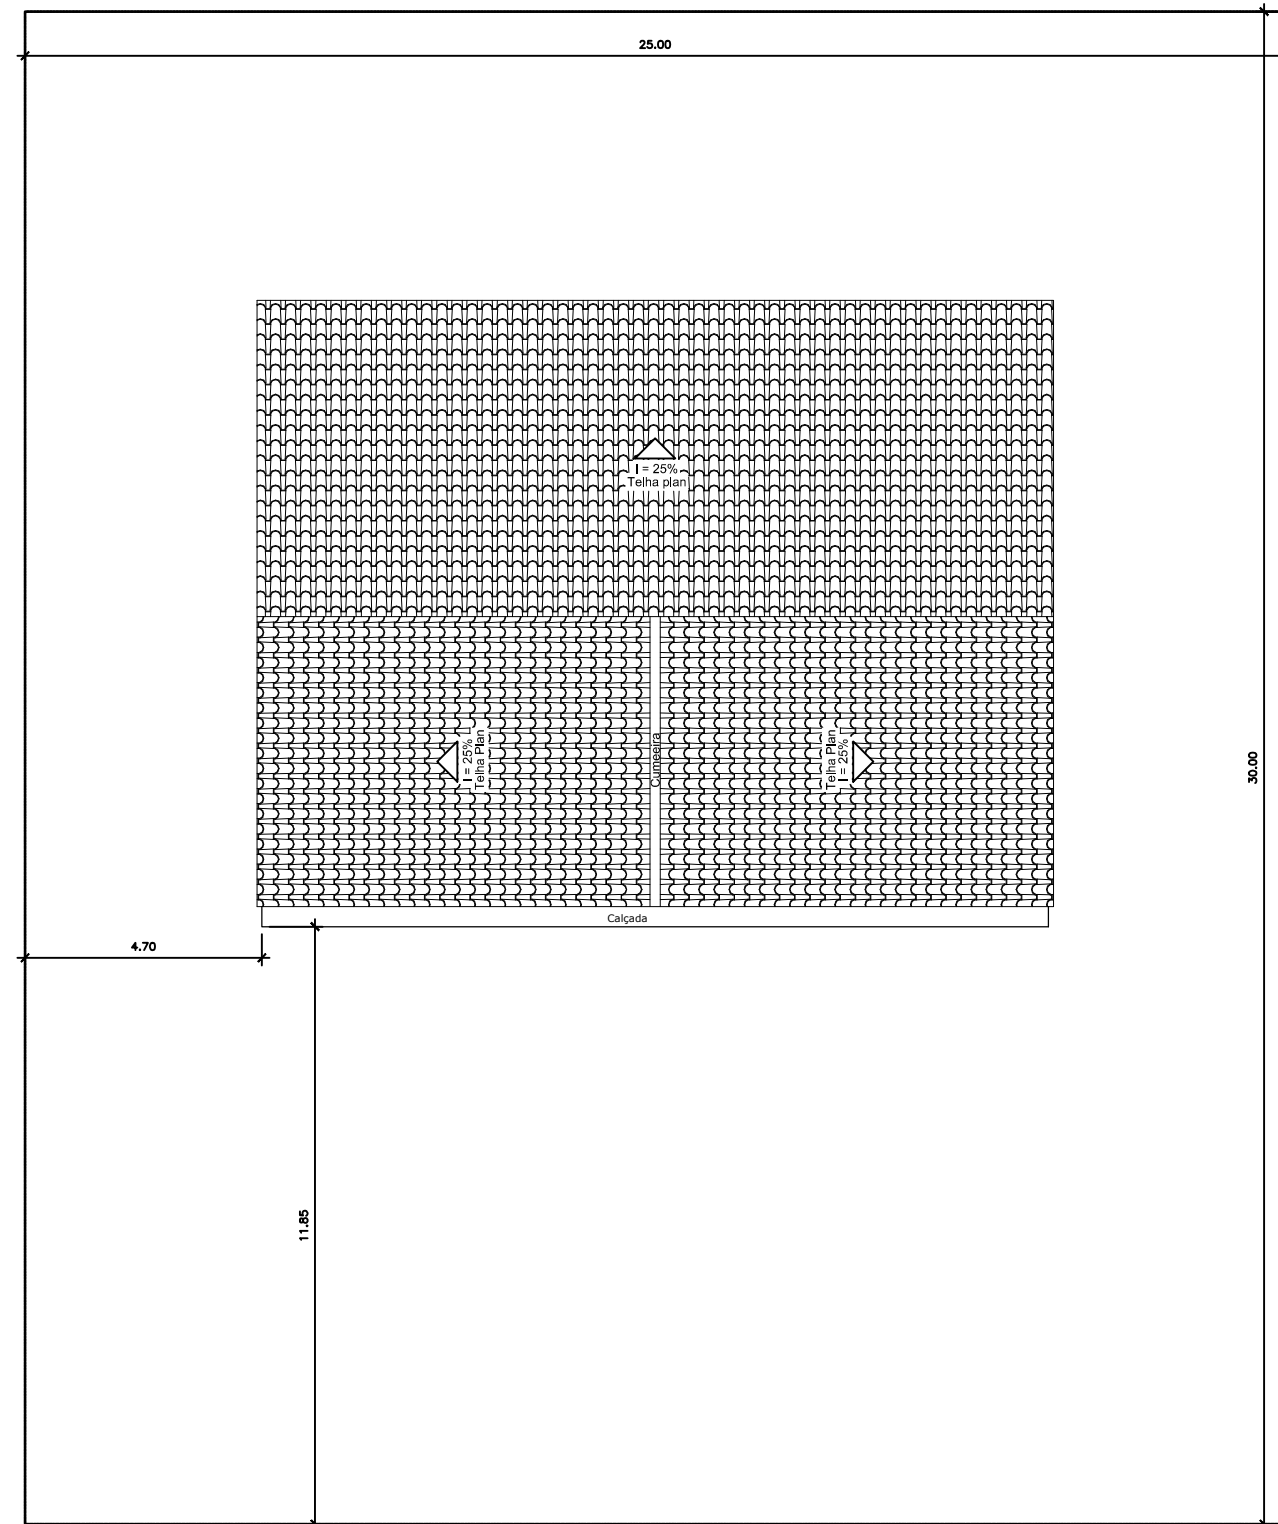 25.00
I = 25%
Telha plan
I = 25%
Telha Plan
Cumeeira
Telha Plan
I = 25%
30.00
Calçada
4.70
11.85